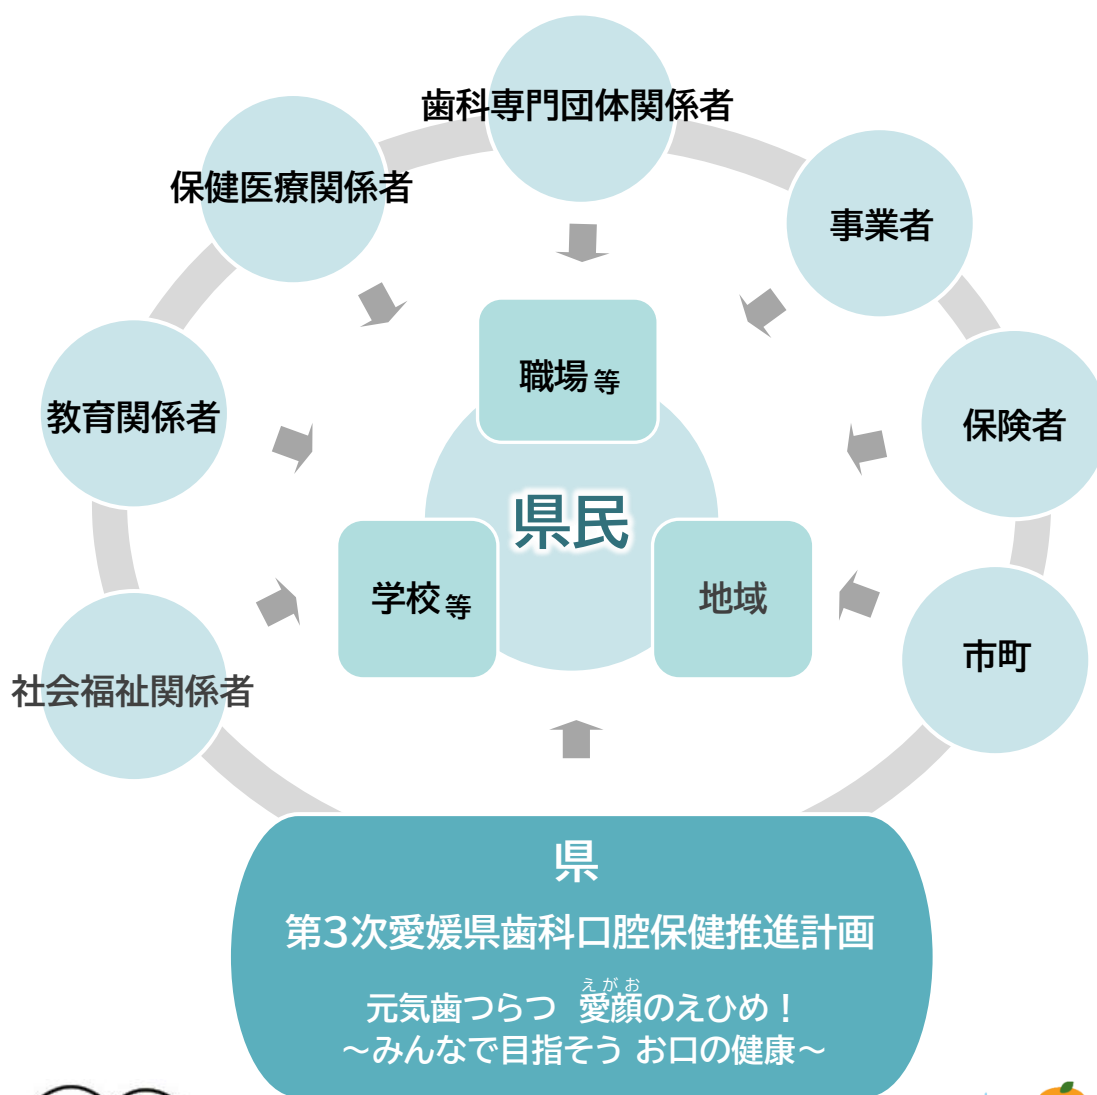 歯科専門団体関係者
保健医療関係者
事業者
教育関係者
保険者
社会福祉関係者
市町
職場等
県民
学校等
地域
県
第3次愛媛県歯科口腔保健推進計画
えがお
元気歯つらつ 愛顔のえひめ！
～みんなで目指そう お口の健康～